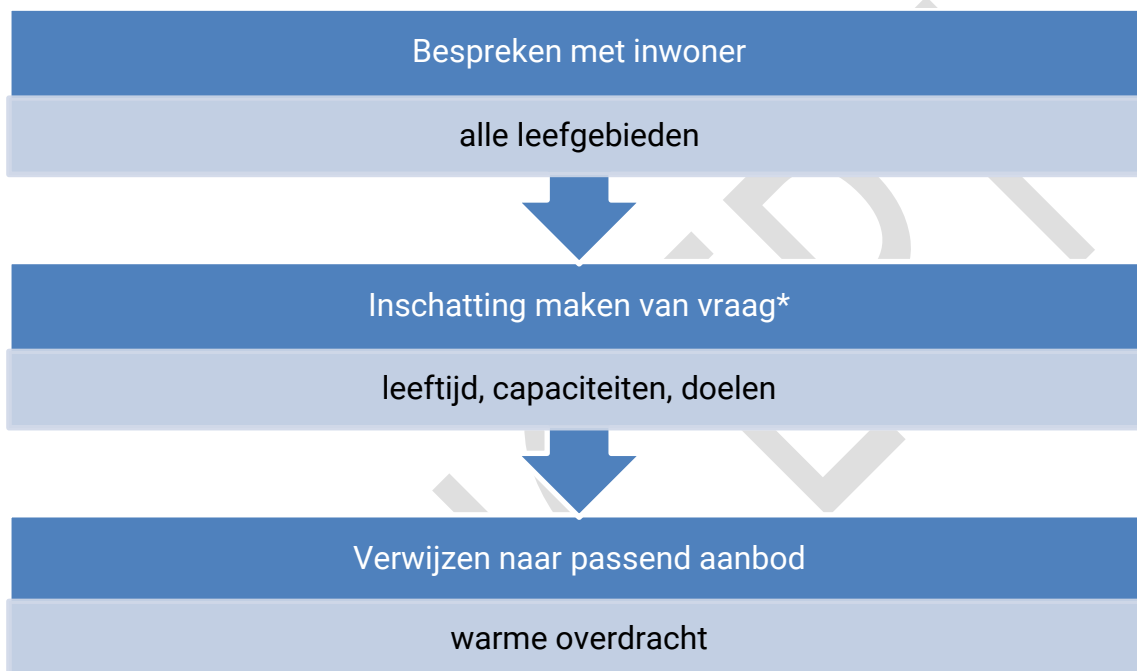 Bespreken met inwoner
alle leefgebieden
Inschatting maken van vraag*
leeftijd, capaciteiten, doelen
Verwijzen naar passend aanbod
warme overdracht